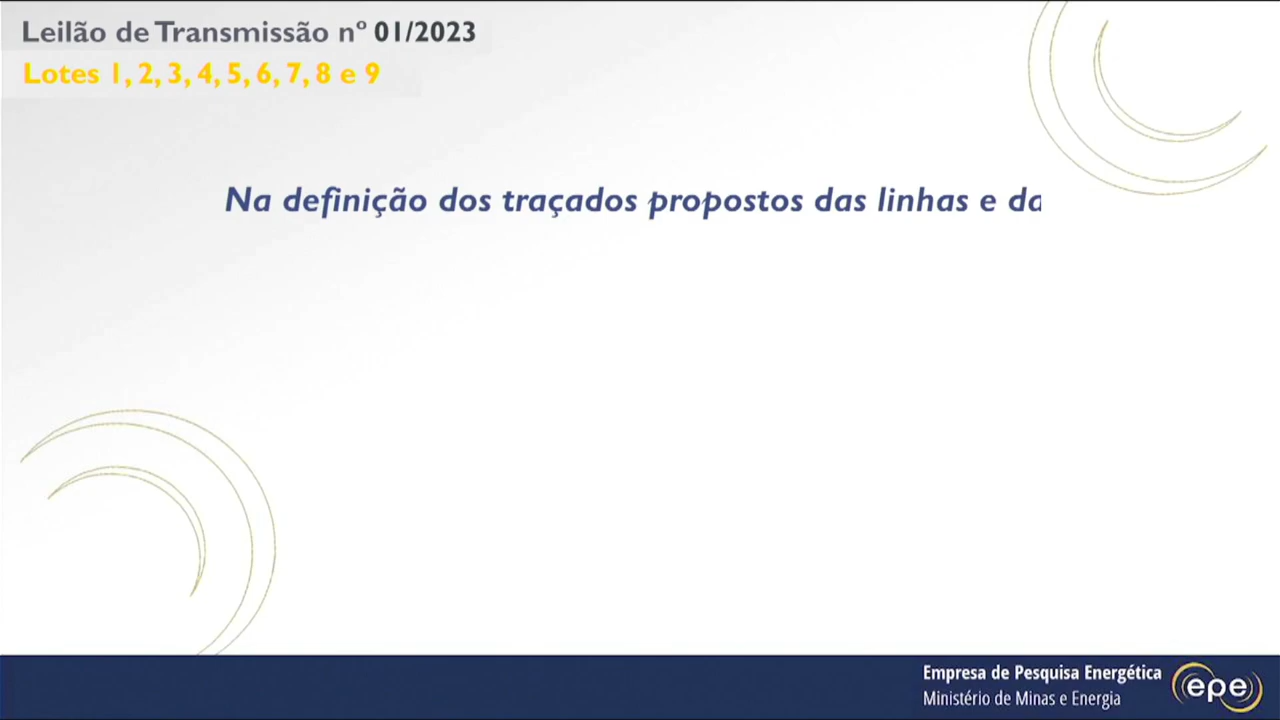 Leilão de Transmissão nº 01/2023
Lotes 1, 2, 3, 4, 5, 6, 7, 8 e 9
Na definição dos traçados propostos das linhas e da
Empresa de Pesquisa Energética
Ministério de Minas e Energia
epe